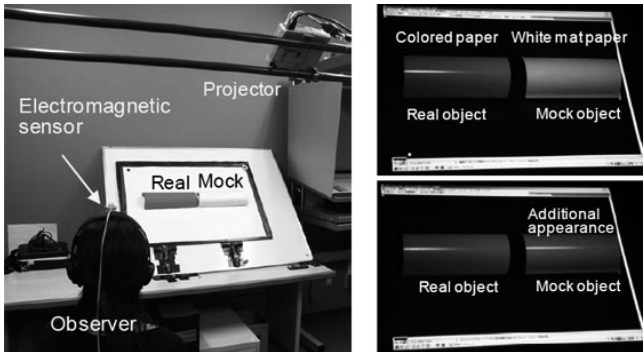 Projector
Electromagnetic
sensor
Real Mock
Observer
Colored paper White mat paper
Real object Mock object
Additional
appearance
Real object Mock object